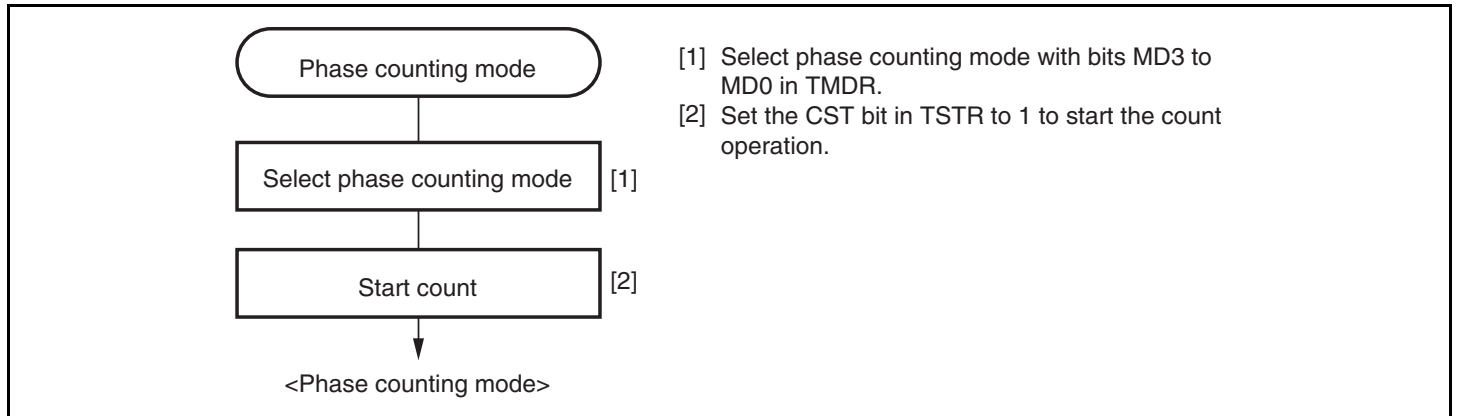 Phase counting mode
Select phase counting mode [1]
Start count [2]
<Phase counting mode>
[1] Select phase counting mode with bits MD3 to
MD0 in TMDR.
[2] Set the CST bit in TSTR to 1 to start the count
operation.